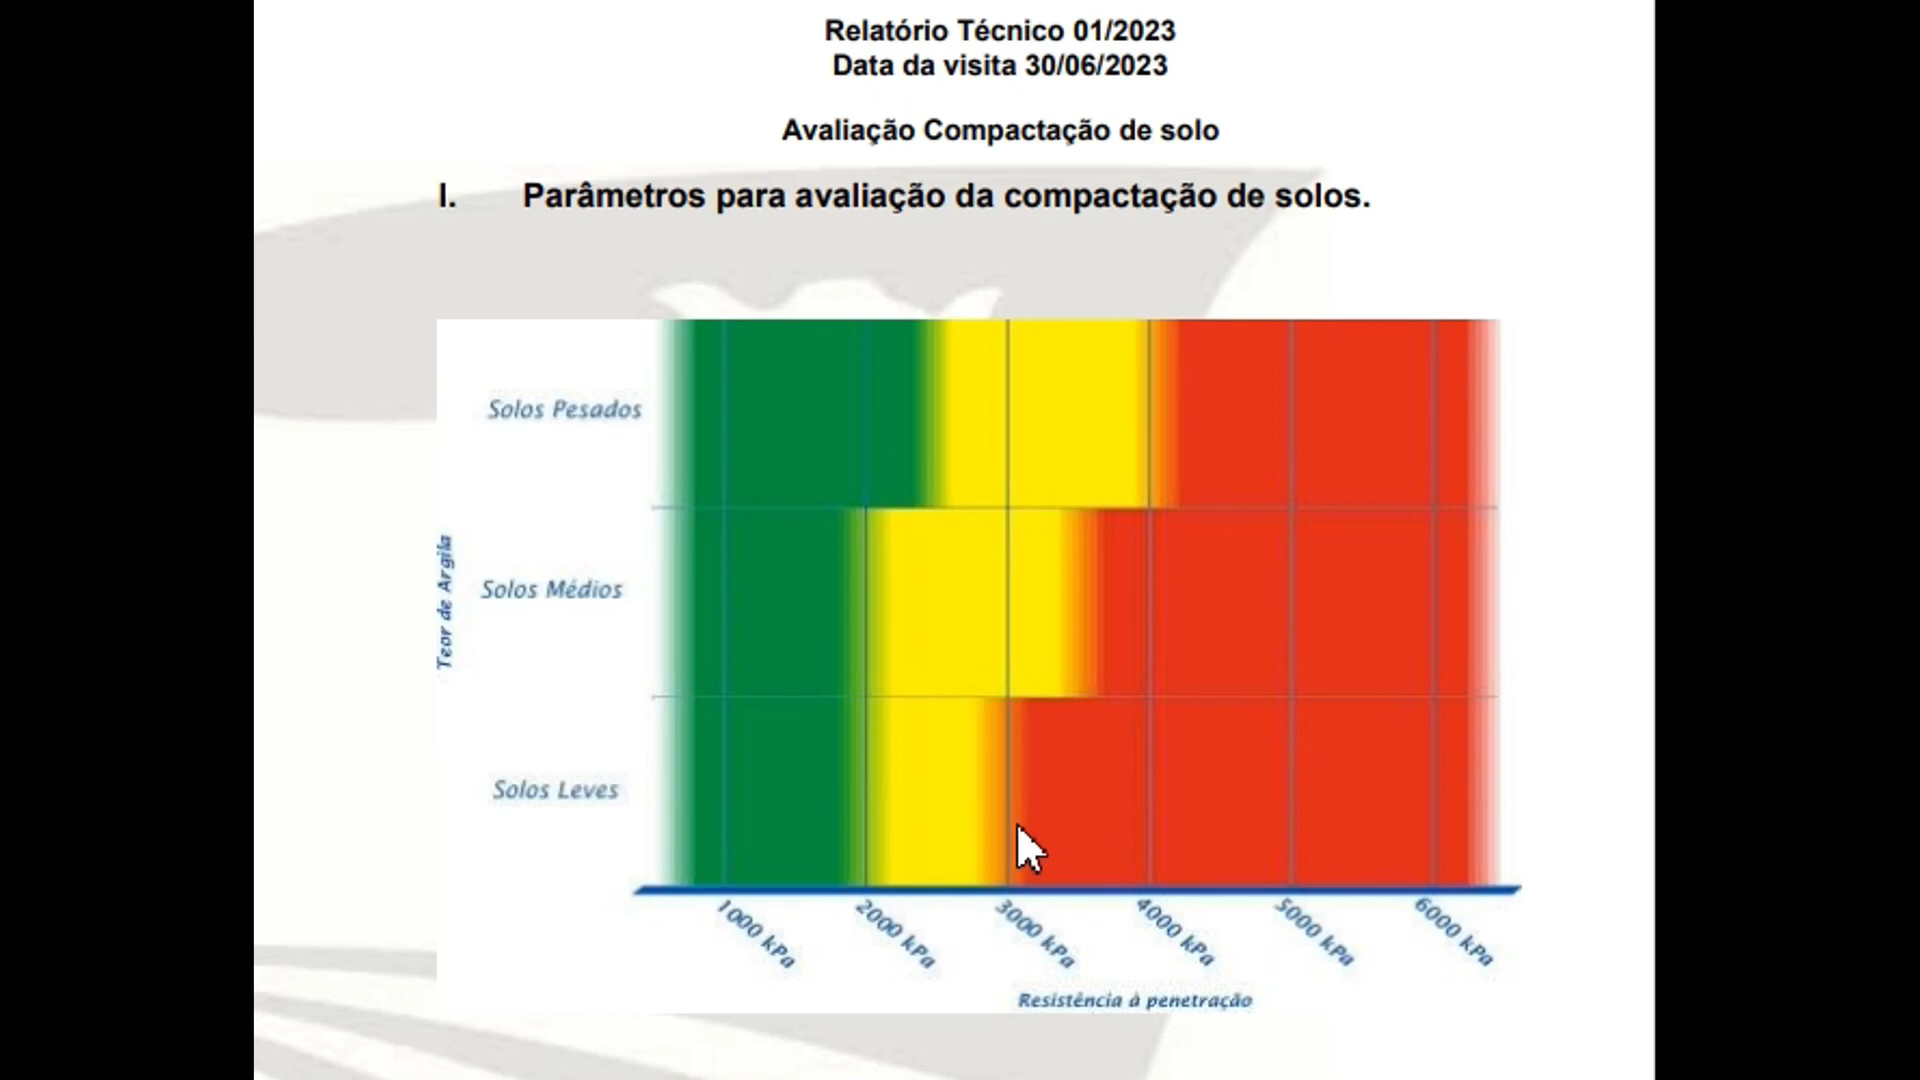 Relatório Técnico 01/2023
Data da visita 30/06/2023
Avaliação Compactação de solo
I. Parâmetros para avaliação da compactação de solos.
Solos Pesados
Solos Médios
Solos Leves
Teor de Argila
1000 kPa
2000 kPa
3000 kPa
4000 kPa
5000 kPa
6000 kPa
Resistência à penetração